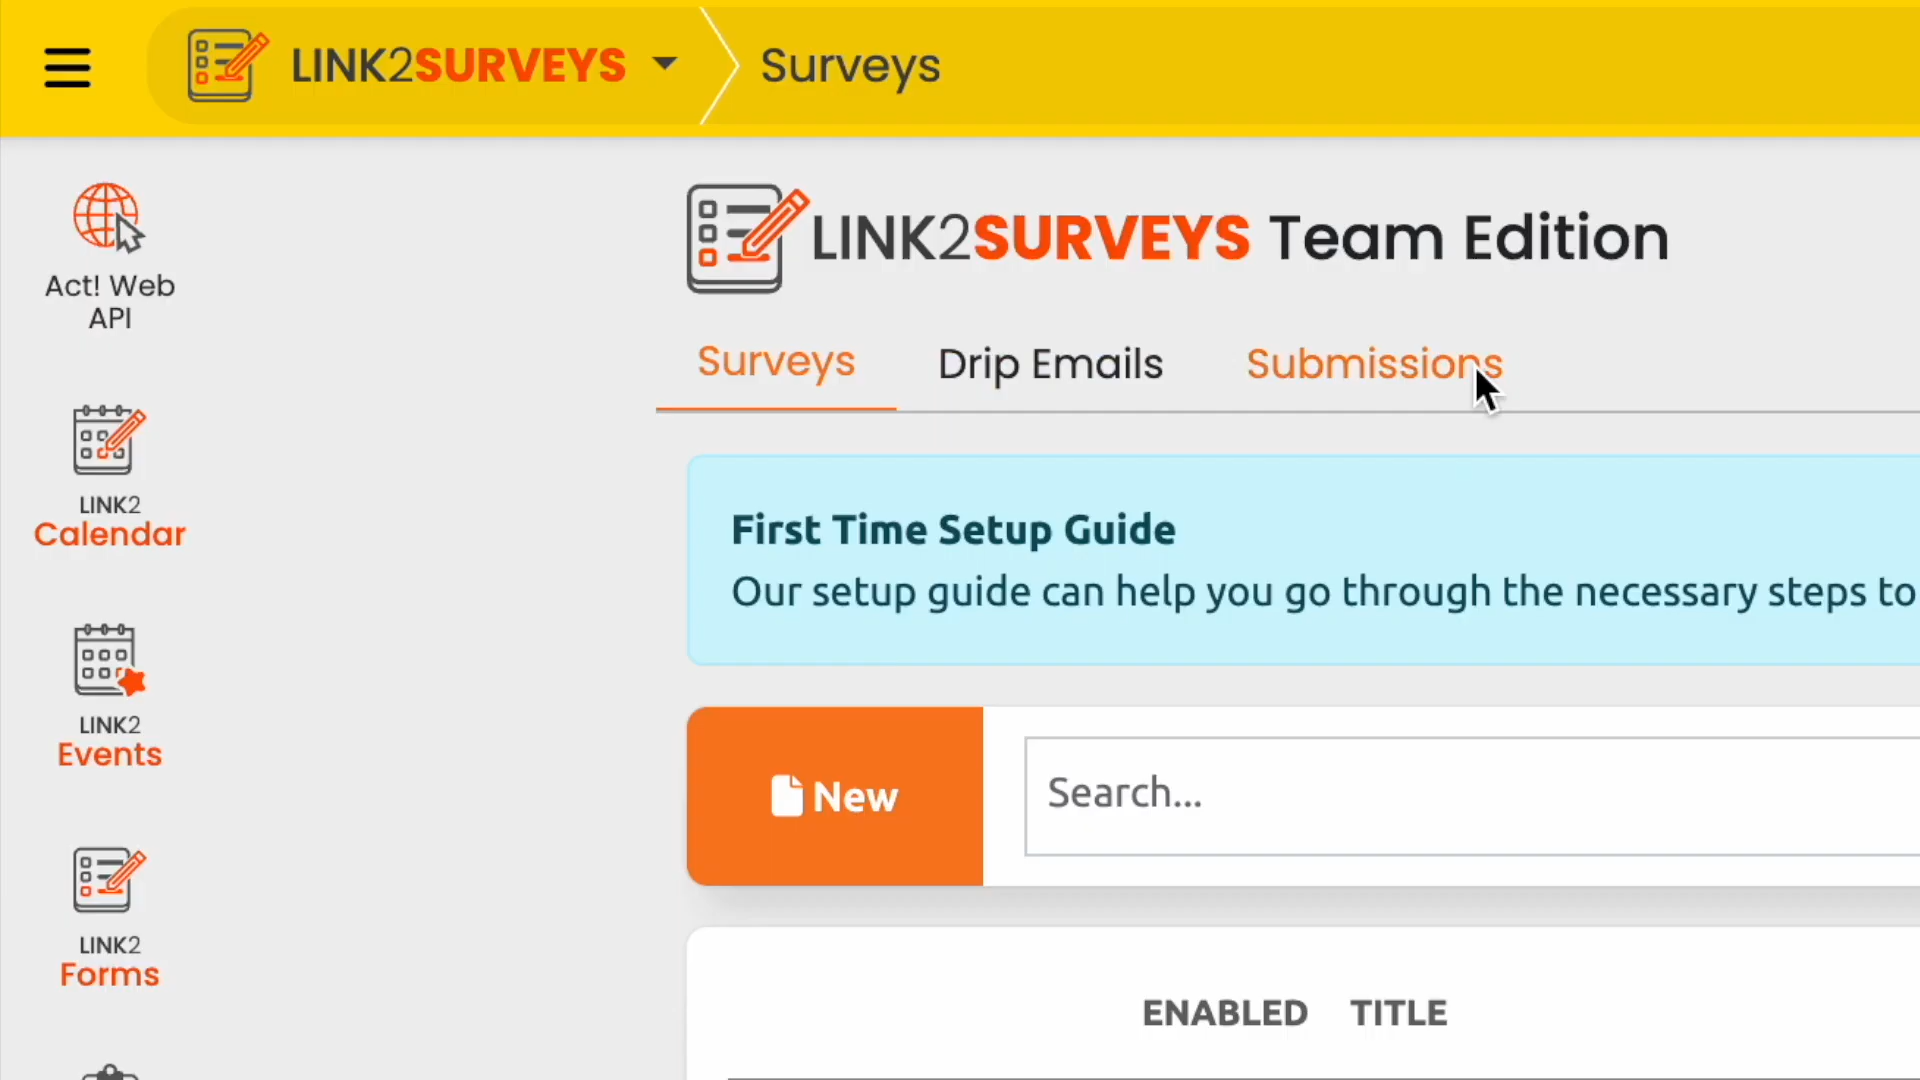 LINK2SURVEYS
Surveys
Act! Web
API
LINK2
Calendar
LINK2
Events
LINK2
Forms
LINK2SURVEYS Team Edition
Surveys
Drip Emails
Submissions
First Time Setup Guide
Our setup guide can help you go through the necessary steps to
New
Search...
ENABLED
TITLE